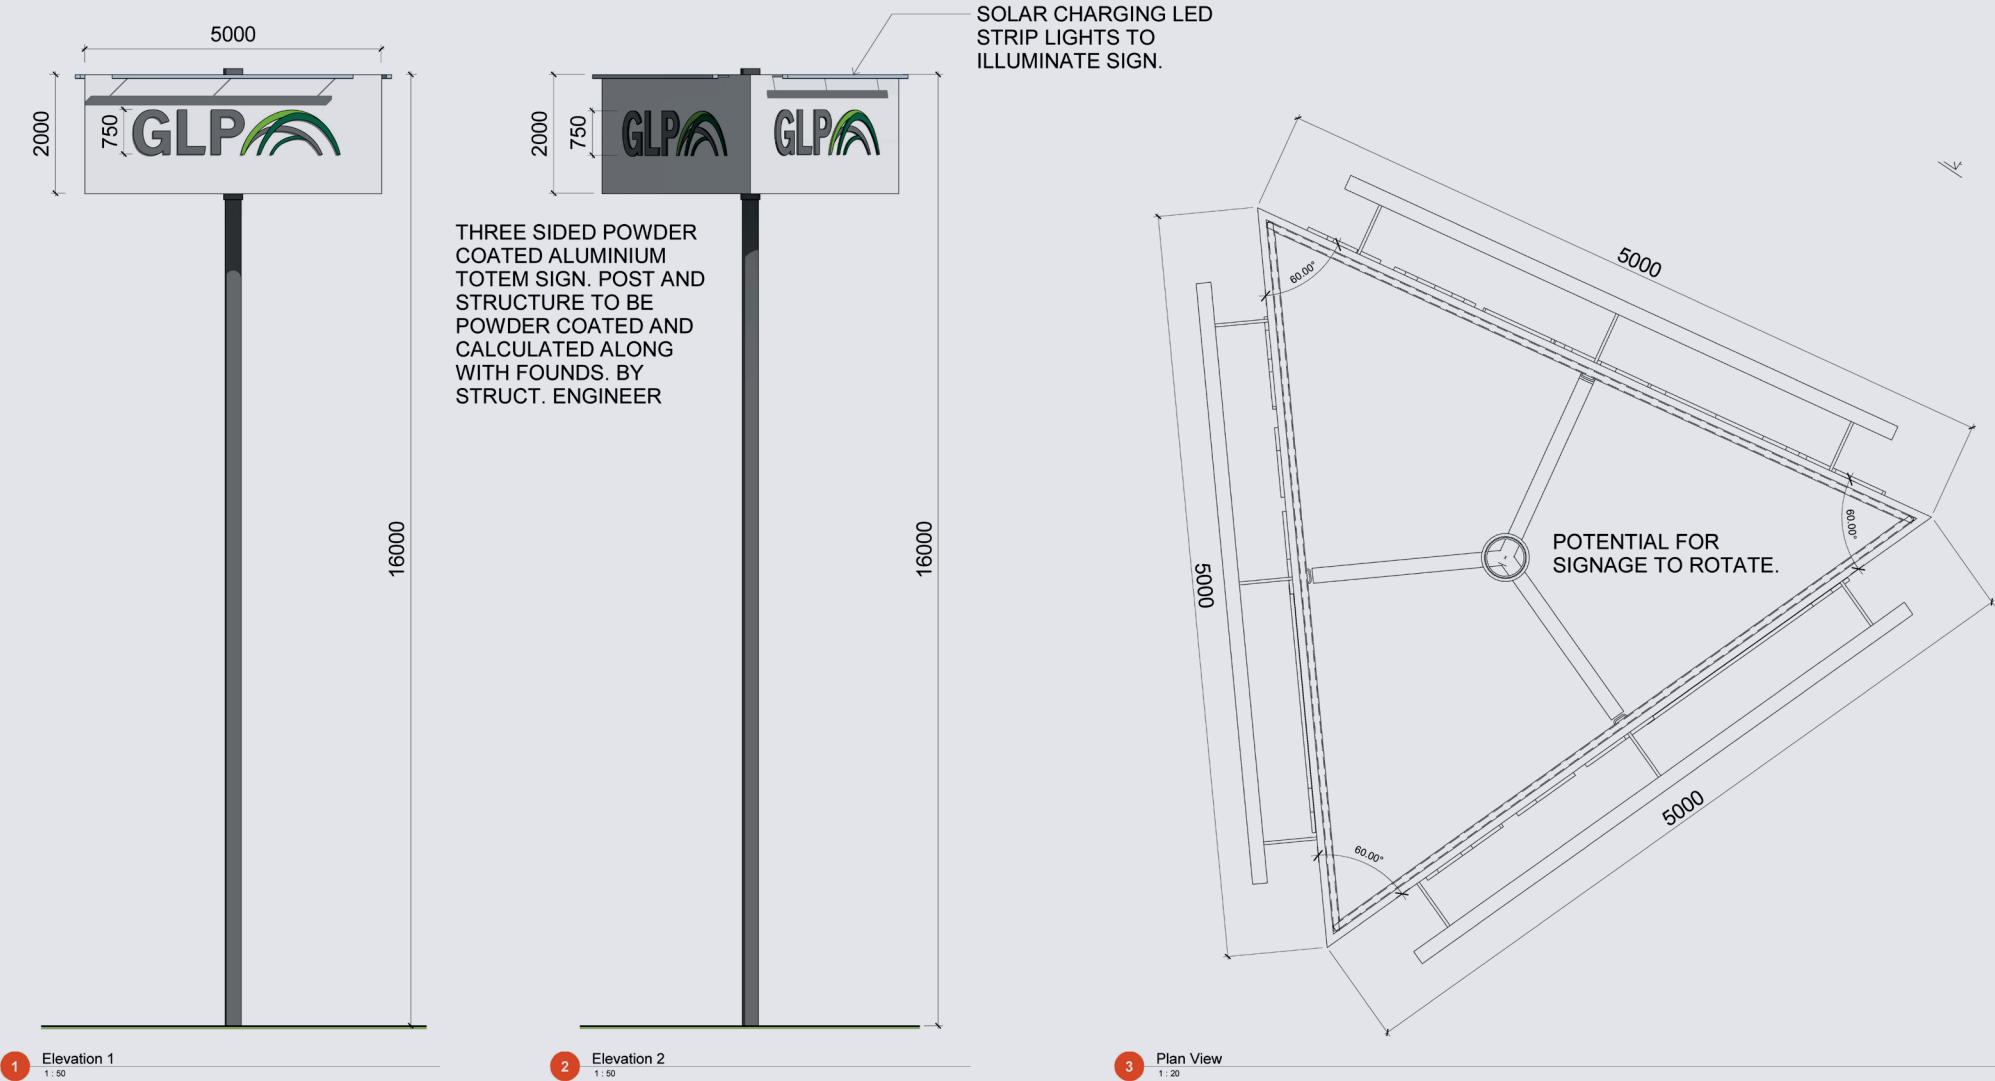 5000
2000
750
GLP
16000
1
Elevation 1
1 : 50
2000
750
GLP
GLP
16000
SOLAR CHARGING LED
STRIP LIGHTS TO
ILLUMINATE SIGN.
THREE SIDED POWDER
COATED ALUMINIUM
TOTEM SIGN. POST AND
STRUCTURE TO BE
POWDER COATED AND
CALCULATED ALONG
WITH FOUNDS. BY
STRUCT. ENGINEER
2
Elevation 2
1 : 50
5000
60.00°
60.00°
POTENTIAL FOR
SIGNAGE TO ROTATE.
5000
5000
60.00°
3
Plan View
1 : 20